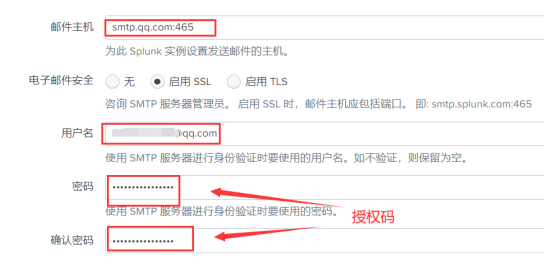 邮件主机 smtp.qq.com:465
为此 Splunk 实例设置发送邮件的主机。
电子邮件安全 无 启用 SSL 启用 TLS
咨询 SMTP 服务器管理员。 启用 SSL 时，邮件主机应包括端口。 即: smtp.splunk.com:465
用户名 qq.com
使用 SMTP 服务器进行身份验证时要使用的用户名。如不验证，则保留为空。
密码 ••••••••••••••••
使用 SMTP 服务器进行身份验证时要使用的密码。
授权码
确认密码 ••••••••••••••••